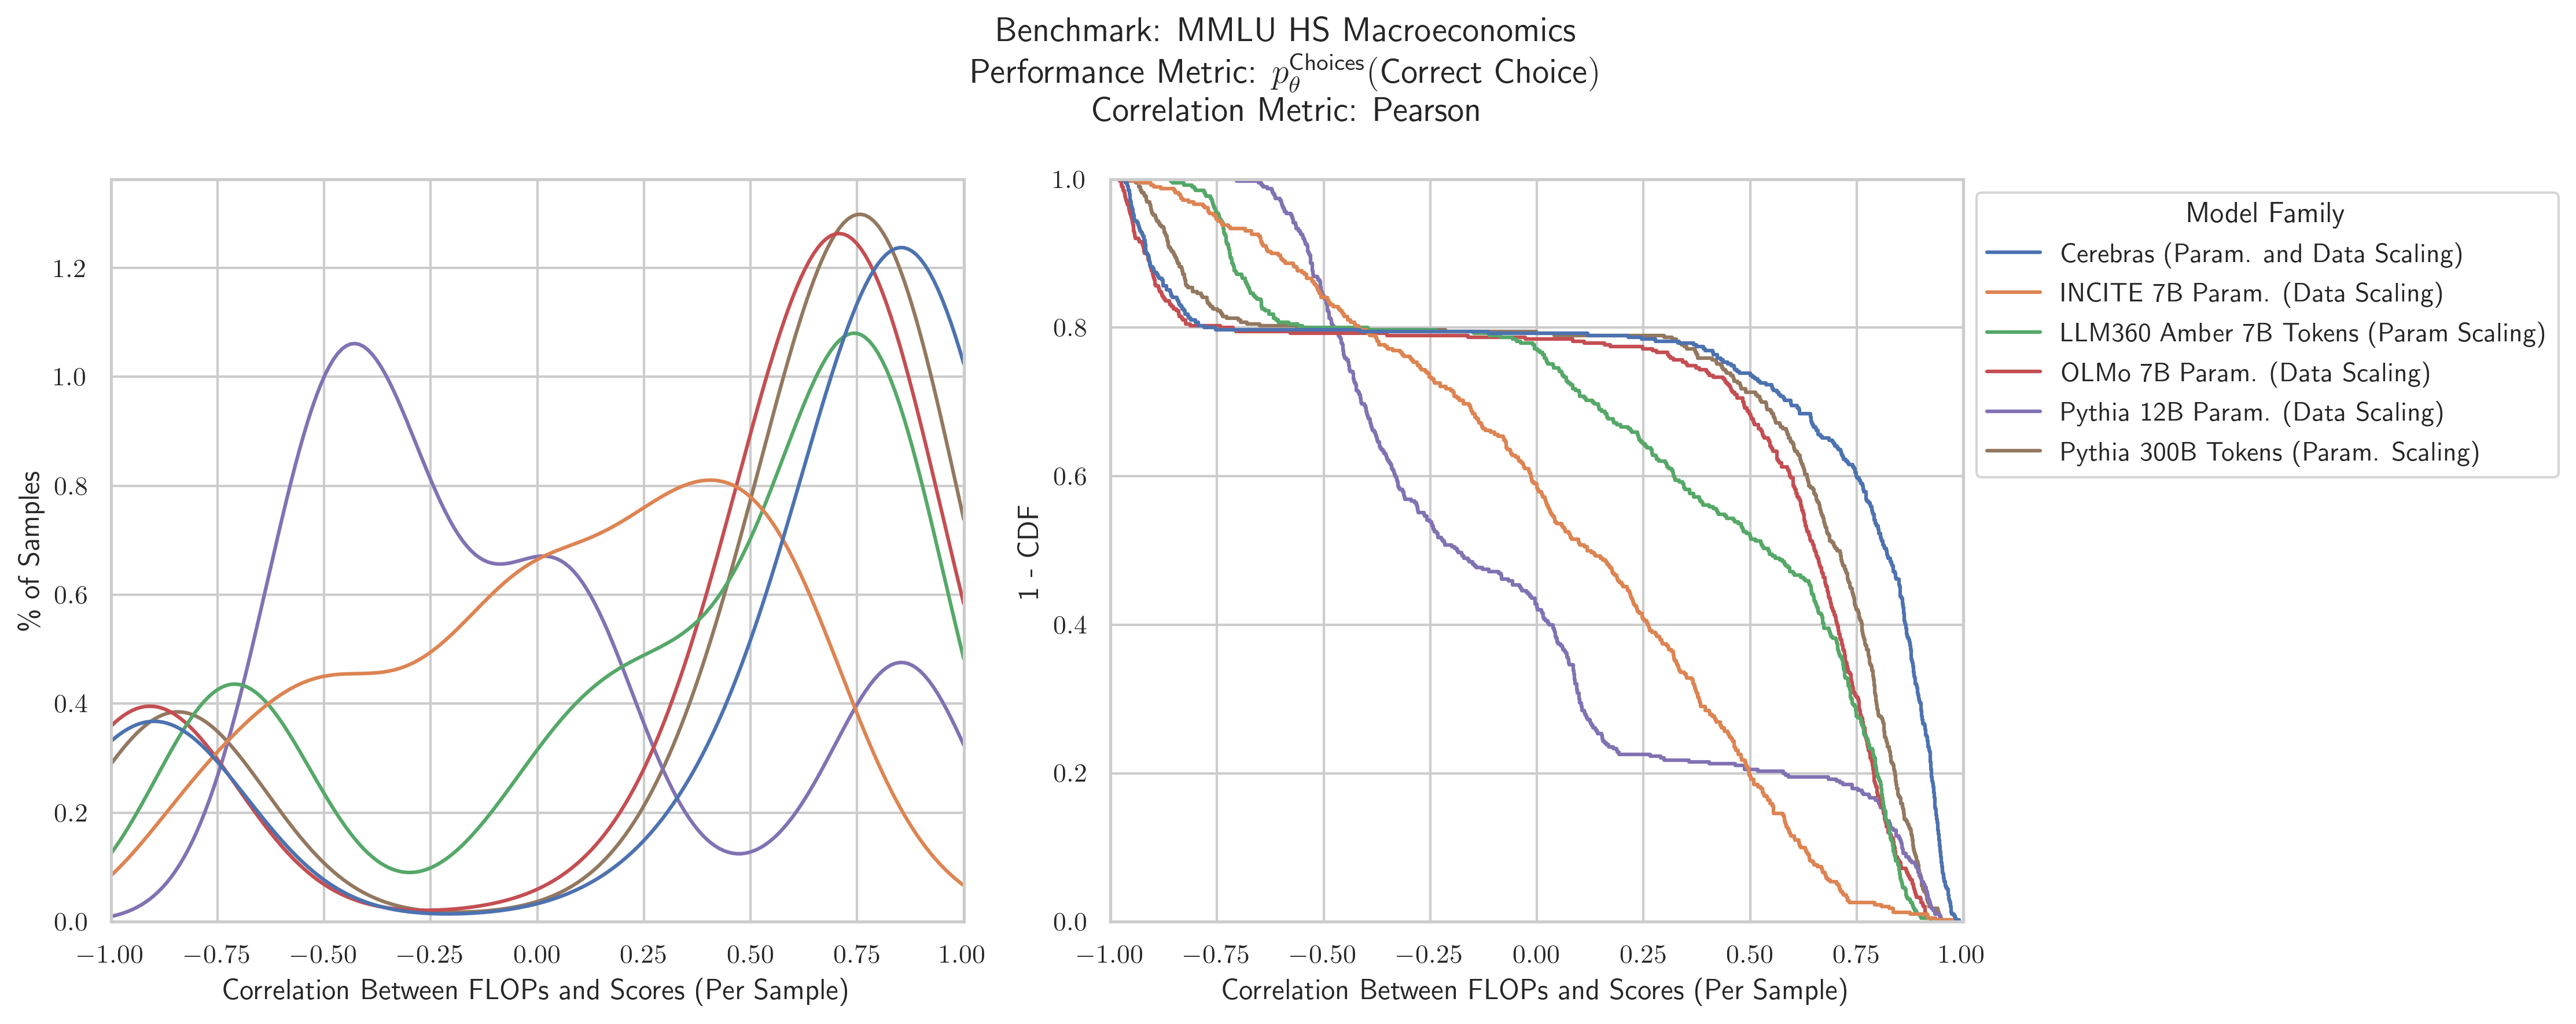 Benchmark: MMLU HS Macroeconomics
Performance Metric: $p_\theta^{\text{Choices}}(\text{Correct Choice})$
Correlation Metric: Pearson
% of Samples
1.2
1.0
0.8
0.6
0.4
0.2
0.0
−1.00 −0.75 −0.50 −0.25 0.00 0.25 0.50 0.75 1.00
Correlation Between FLOPs and Scores (Per Sample)
1 - CDF
1.0
0.8
0.6
0.4
0.2
0.0
−1.00 −0.75 −0.50 −0.25 0.00 0.25 0.50 0.75 1.00
Correlation Between FLOPs and Scores (Per Sample)
Model Family
Cerebras (Param. and Data Scaling)
INCITE 7B Param. (Data Scaling)
LLM360 Amber 7B Tokens (Param Scaling)
OLMo 7B Param. (Data Scaling)
Pythia 12B Param. (Data Scaling)
Pythia 300B Tokens (Param. Scaling)